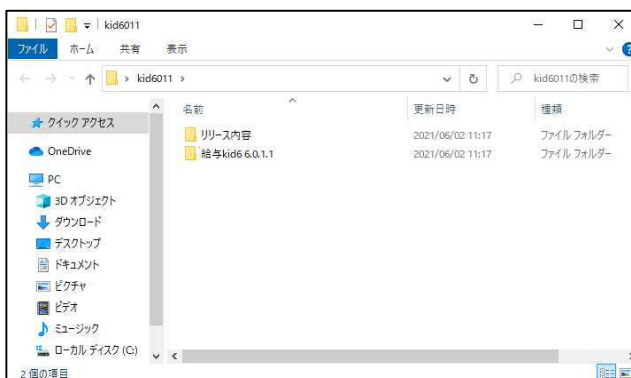 kid6011
ファイル ホーム 共有 表示
kid6011 kid6011の検索
名前 更新日時 種類
リリース内容 2021/06/02 11:17 ファイル フォルダー
給与kid6 6.0.1.1 2021/06/02 11:17 ファイル フォルダー
クイック アクセス
OneDrive
PC
3D オブジェクト
ダウンロード
デスクトップ
ドキュメント
ピクチャ
ビデオ
ミュージック
ローカル ディスク (C:)
2 個の項目